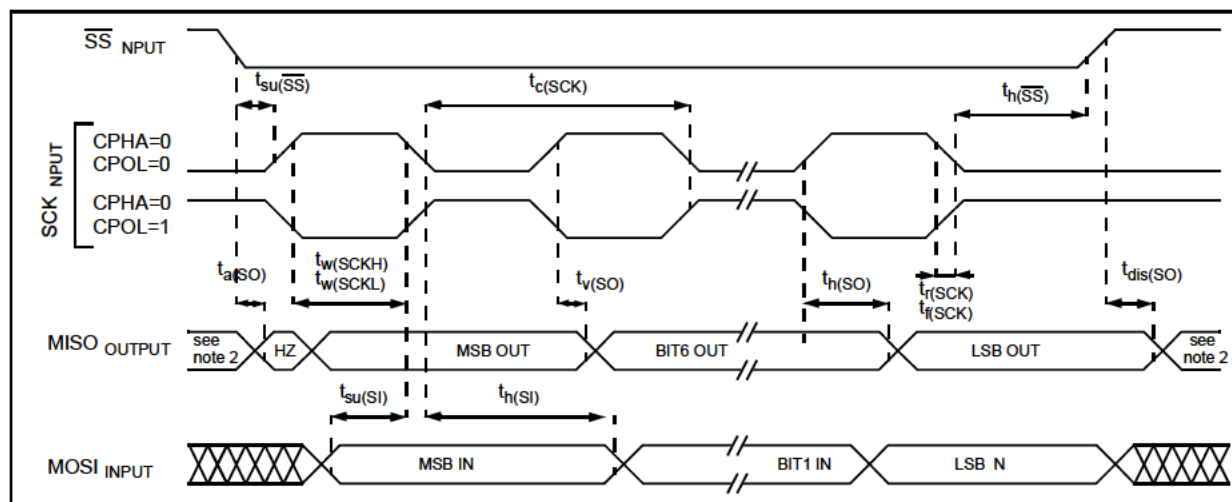 SS NPUT
tsu(SS)
tc(SCK)
th(SS)
SCK NPUT
CPHA=0
CPOL=0
CPHA=0
CPOL=1
ta(SO)
tw(SCKH)
tw(SCKL)
tv(SO)
th(SO)
tr(SCK)
tf(SCK)
tdis(SO)
MISO OUTPUT
see note 2
HZ
MSB OUT
BIT6 OUT
LSB OUT
see note 2
tsu(SI)
th(SI)
MOSI INPUT
MSB IN
BIT1 IN
LSB N